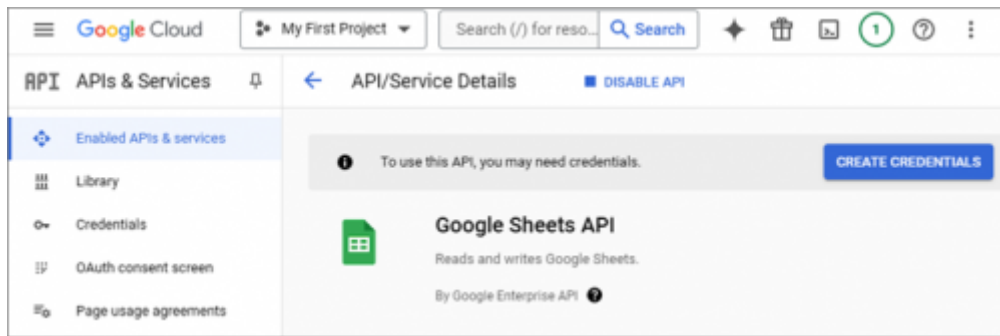 Google Cloud
My First Project
Search (/) for reso...
Search
1
API APIs & Services
API/Service Details
DISABLE API
Enabled APIs & services
Library
Credentials
OAuth consent screen
Page usage agreements
To use this API, you may need credentials.
CREATE CREDENTIALS
Google Sheets API
Reads and writes Google Sheets.
By Google Enterprise API